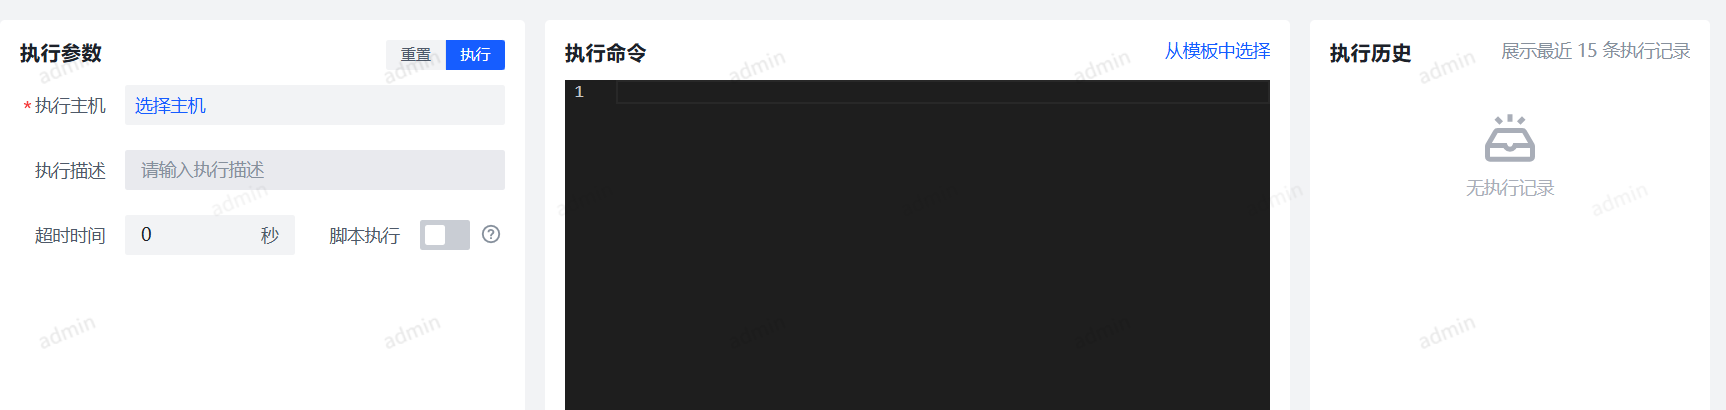 执行参数
重置 执行
* 执行主机 选择主机
执行描述 请输入执行描述
超时时间 0 秒 脚本执行
执行命令 从模板中选择
1
执行历史 展示最近 15 条执行记录
无执行记录
admin
admin
admin
admin
admin
admin
admin
admin
admin
admin
admin